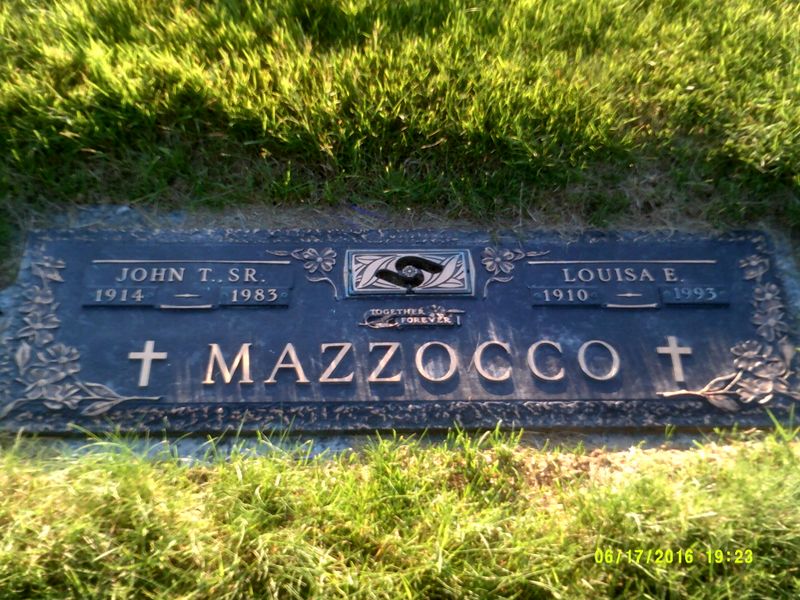 JOHN T., SR.
1914 — 1983
LOUISA E.
1910 — 1993
TOGETHER
FOREVER
MAZZOCCO
06/17/2016 19:23